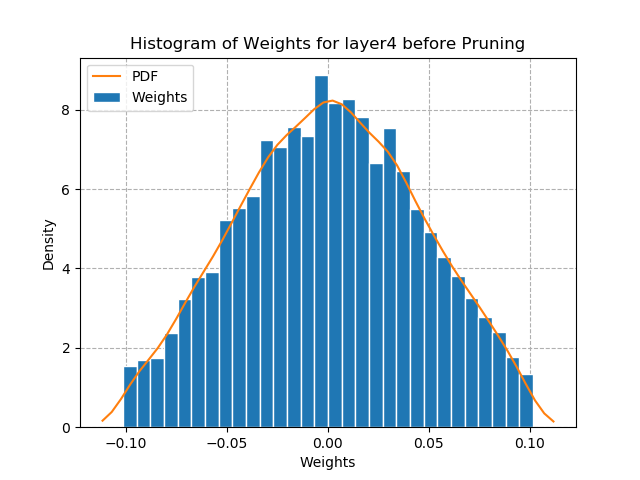 Histogram of Weights for layer4 before Pruning
PDF
Weights
8
6
4
2
0
Density
−0.10
−0.05
0.00
0.05
0.10
Weights